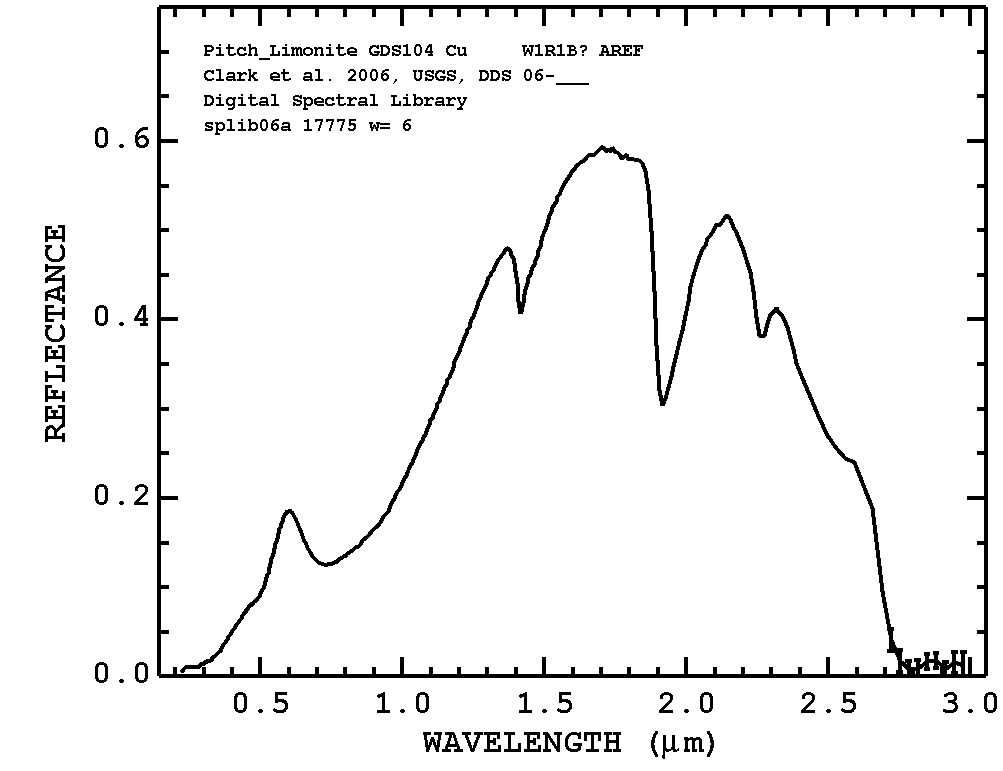 Pitch_Limonite GDS104 Cu W1R1B? AREF
Clark et al. 2006, USGS, DDS 06-___
Digital Spectral Library
splib06a 17775 w= 6
REFLECTANCE
0.6
0.4
0.2
0.0
0.5 1.0 1.5 2.0 2.5 3.0
WAVELENGTH (μm)